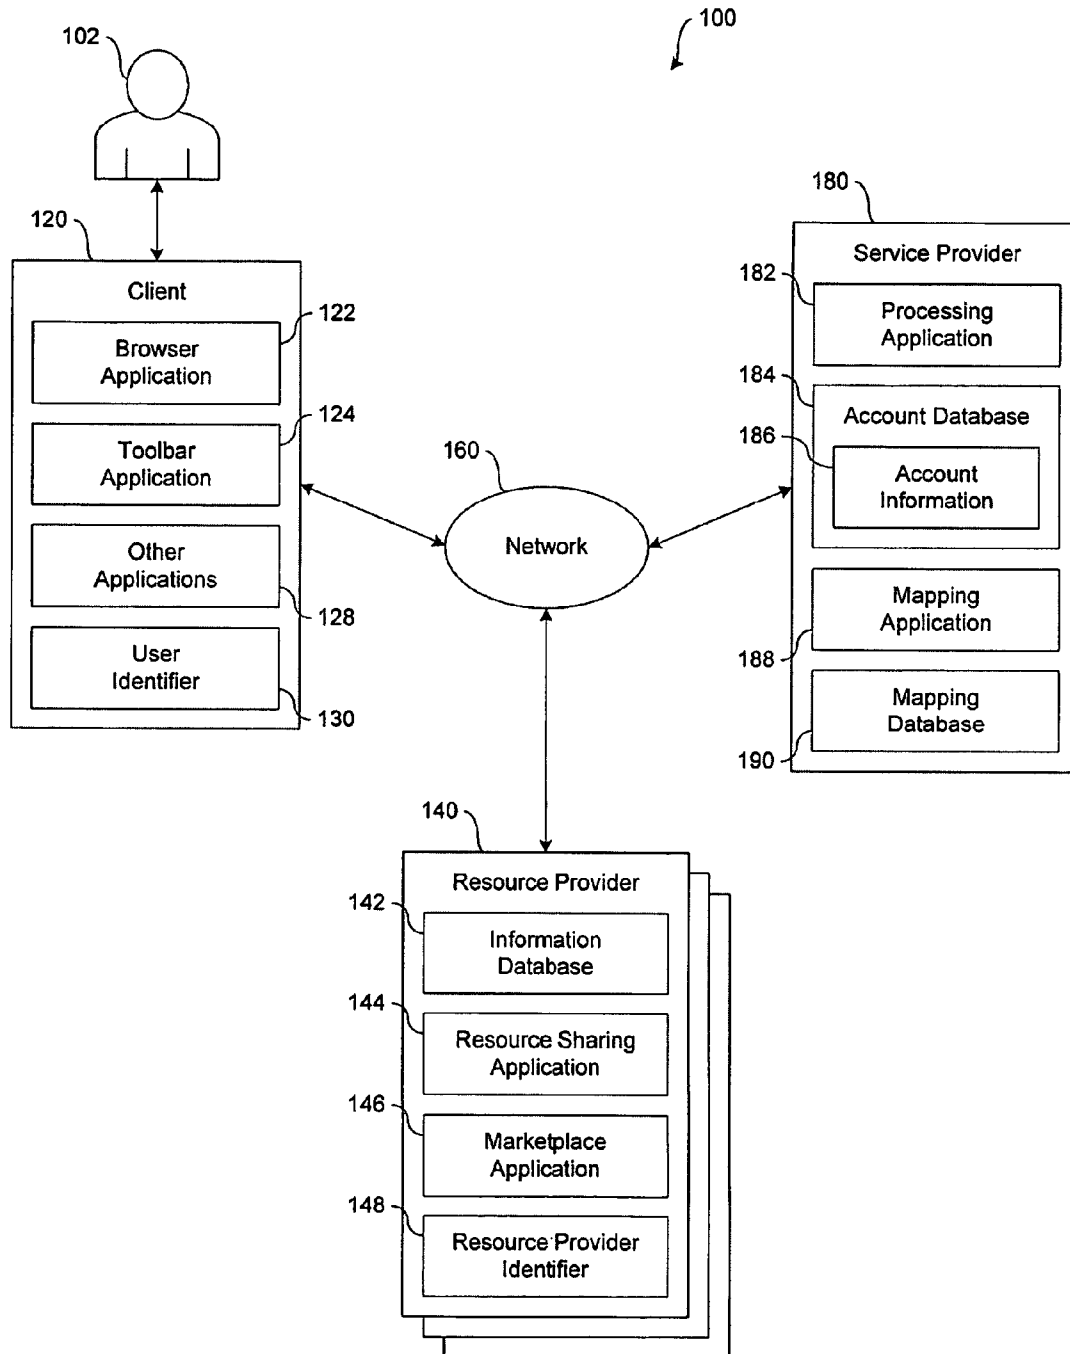 100
102
120
Client
122
Browser
Application
124
Toolbar
Application
Other
Applications
128
User
Identifier
130
160
Network
180
Service Provider
182
Processing
Application
184
Account Database
186
Account
Information
Mapping
Application
188
Mapping
Database
190
140
Resource Provider
142
Information
Database
144
Resource Sharing
Application
146
Marketplace
Application
148
Resource Provider
Identifier